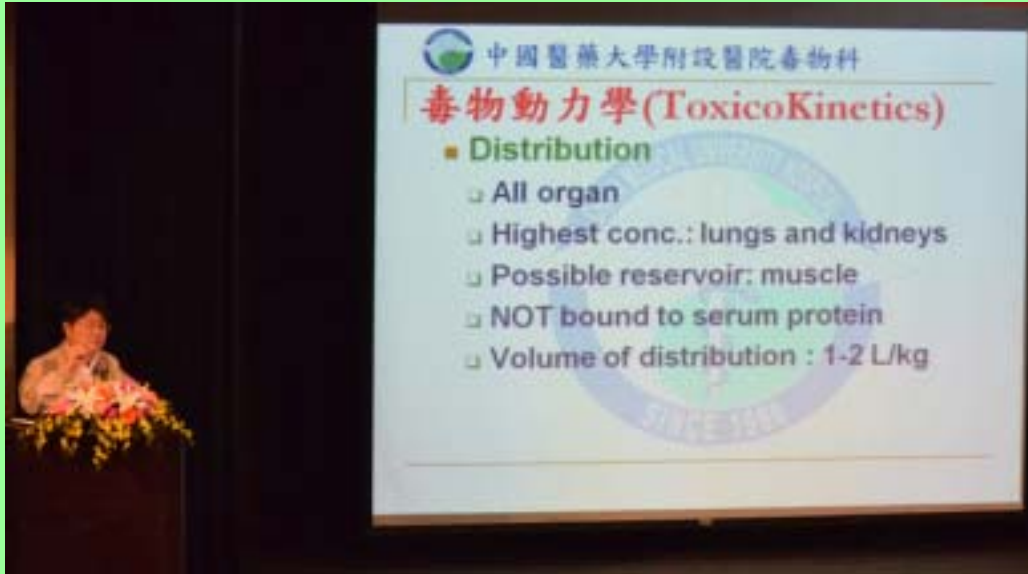 中國醫藥大學附設醫院毒物科
毒物動力學(ToxicoKinetics)
Distribution
All organ
Highest conc.: lungs and kidneys
Possible reservoir: muscle
NOT bound to serum protein
Volume of distribution : 1-2 L/kg
SINCE